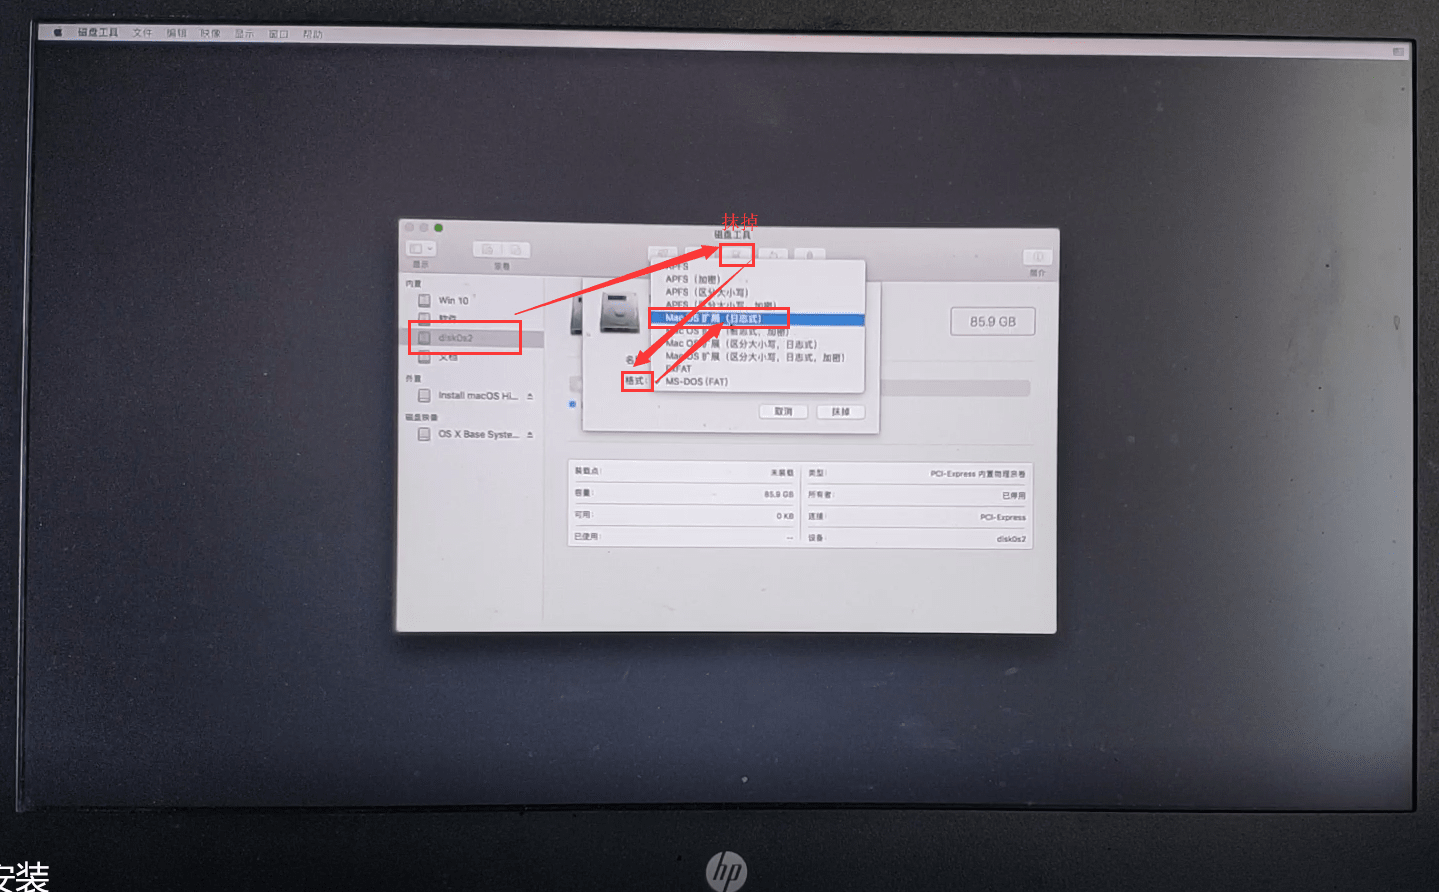 磁盘工具 文件 编辑 映像 显示 窗口 帮助
抹掉
磁盘工具
显示
宗卷
简介
内置
Win 10
软件
disk0s2
文档
外置
Install macOS Hi...
磁盘映像
OS X Base Syste...
85.9 GB
APFS
APFS（加密）
APFS（区分大小写）
APFS（区分大小写，加密）
Mac OS 扩展（日志式）
Mac OS 扩展（日志式，加密）
Mac OS 扩展（区分大小写，日志式）
Mac OS 扩展（区分大小写，日志式，加密）
ExFAT
MS-DOS (FAT)
格式：
取消 抹掉
装载点： 未装载
容量： 85.9 GB
可用： 0 KB
已使用： --
类型： PCI-Express 内置物理宗卷
所有者： 已停用
连接： PCI-Express
设备： disk0s2
安装
hp